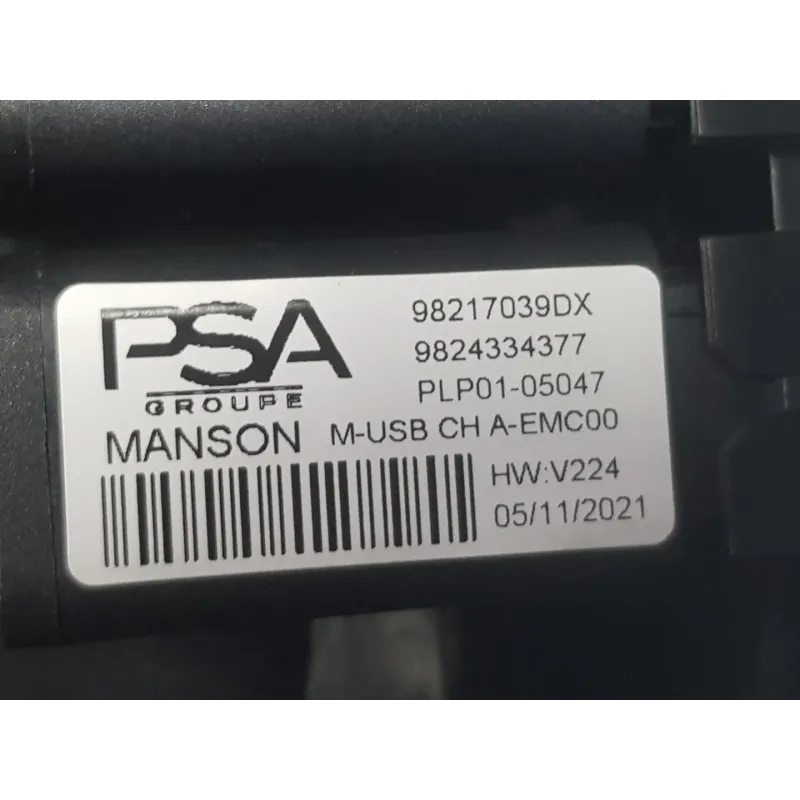 PSA
GROUPE
98217039DX
9824334377
PLP01-05047
MANSON M-USB CH A-EMC00
HW:V224
05/11/2021